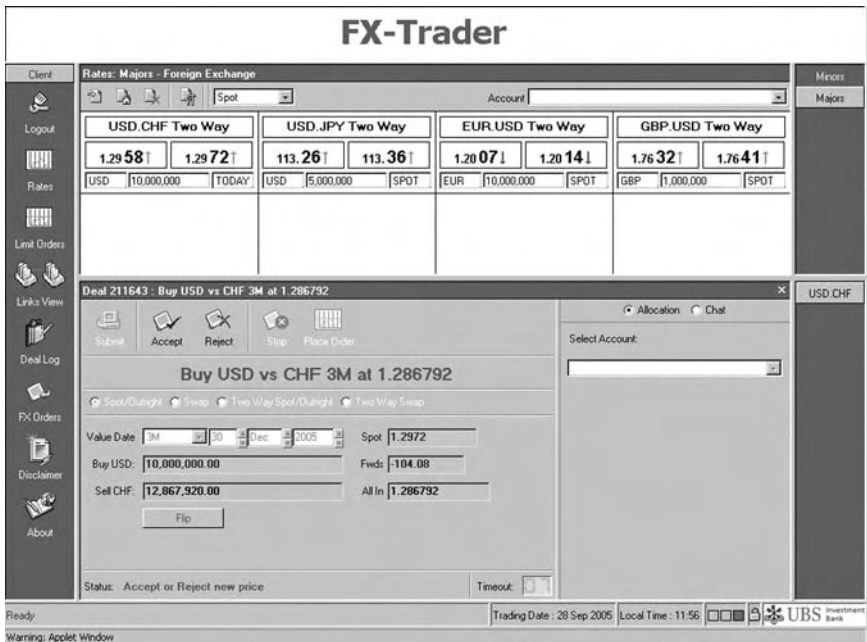 FX-Trader
Client
Rates: Majors - Foreign Exchange
Minors
Spot
Account
Majors
Logout
USD.CHF Two Way
USD.JPY Two Way
EUR.USD Two Way
GBP.USD Two Way
1.29 58↑ 1.29 72↑
113. 26↑ 113. 36↑
1.20 07↓ 1.20 14↓
1.76 32↑ 1.76 41↑
USD 10,000,000 TODAY
USD 5,000,000 SPOT
EUR 10,000,000 SPOT
GBP 1,000,000 SPOT
Rates
Limit Orders
Links View
Deal Log
FX Orders
Disclaimer
About
Deal 211643 : Buy USD vs CHF 3M at 1.286792
×
USD.CHF
Submit Accept Reject Stop Place Order
Allocation Chat
Select Account:
Buy USD vs CHF 3M at 1.286792
Spot/Outright Swap Two Way Spot/Outright Two Way Swap
Value Date 3M 30 Dec 2005 Spot 1.2972
Buy USD: 10,000,000.00 Fwds -104.08
Sell CHF: 12,867,920.00 All In 1.286792
Flip
Status: Accept or Reject new price Timeout:
Ready
Trading Date : 28 Sep 2005 Local Time : 11:56
UBS Investment Bank
Warning: Applet Window